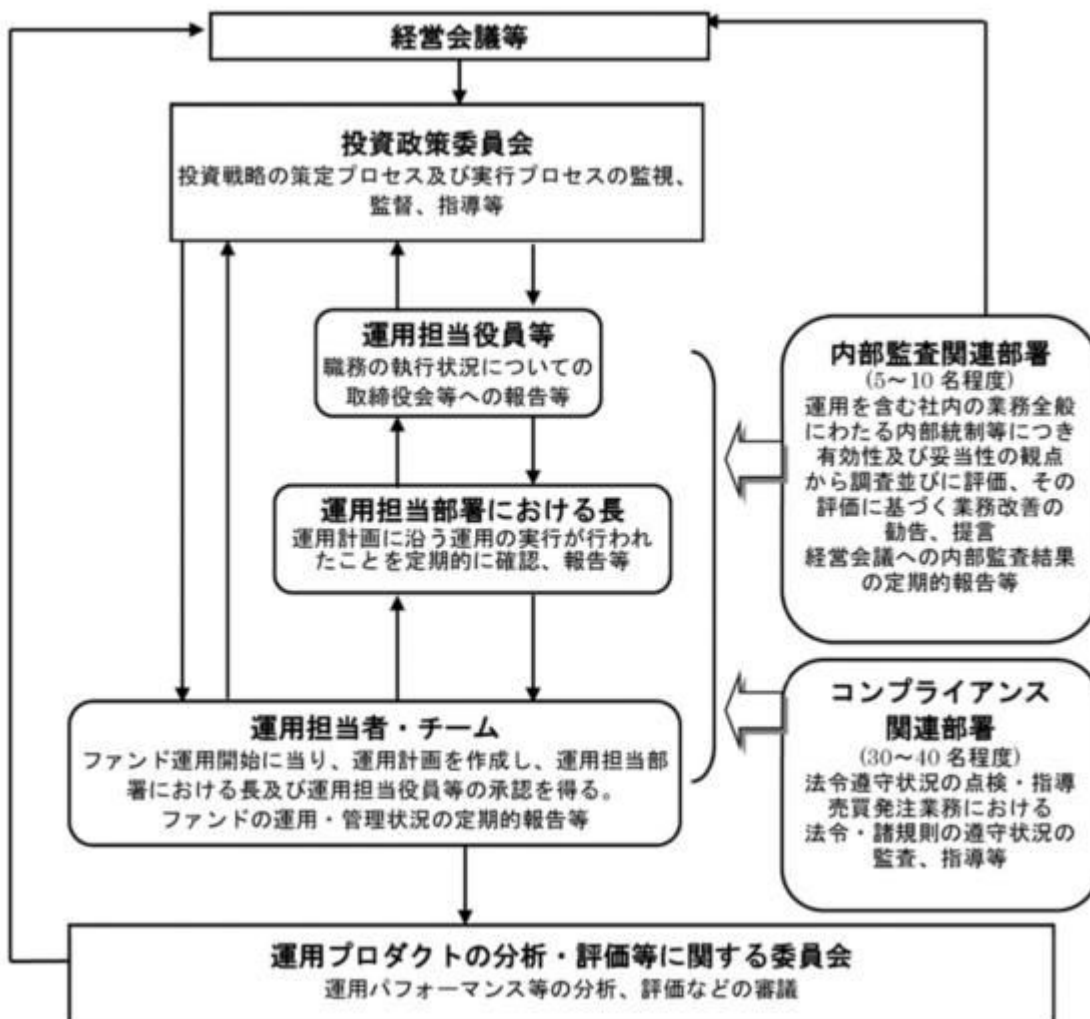 経営会議等
投資政策委員会
投資戦略の策定プロセス及び実行プロセスの監視、
監督、指導等
運用担当役員等
職務の執行状況についての
取締役会等への報告等
運用担当部署における長
運用計画に沿う運用の実行が行われ
たことを定期的に確認、報告等
運用担当者・チーム
ファンド運用開始に当り、運用計画を作成し、運用担当部
署における長及び運用担当役員等の承認を得る。
ファンドの運用・管理状況の定期的報告等
内部監査関連部署
(5～10 名程度)
運用を含む社内の業務全般
にわたる内部統制等につき
有効性及び妥当性の観点
から調査並びに評価、その
評価に基づく業務改善の
勧告、提言
経営会議への内部監査結果
の定期的報告等
コンプライアンス
関連部署
(30～40 名程度)
法令遵守状況の点検・指導
売買発注業務における
法令・諸規則の遵守状況の
監査、指導等
運用プロダクトの分析・評価等に関する委員会
運用パフォーマンス等の分析、評価などの審議